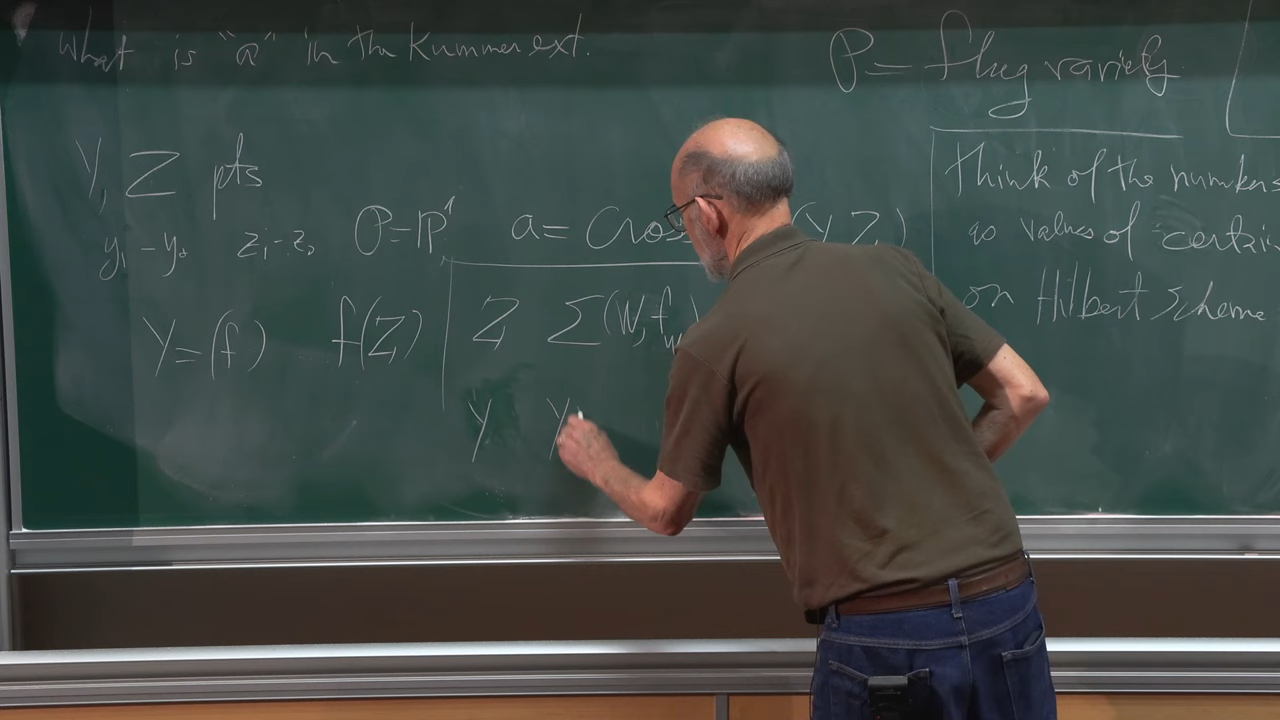 What is "a" in the Kummer ext.
P = flag variety
Y, Z pts
y₁ - y₀ z₁ - z₀
P = P¹
a = Cross (Y, Z)
Y = (f) f(Z)
Z Σ(W, f_W)
Y Y
Think of the numbers
as values of certain
on Hilbert Scheme